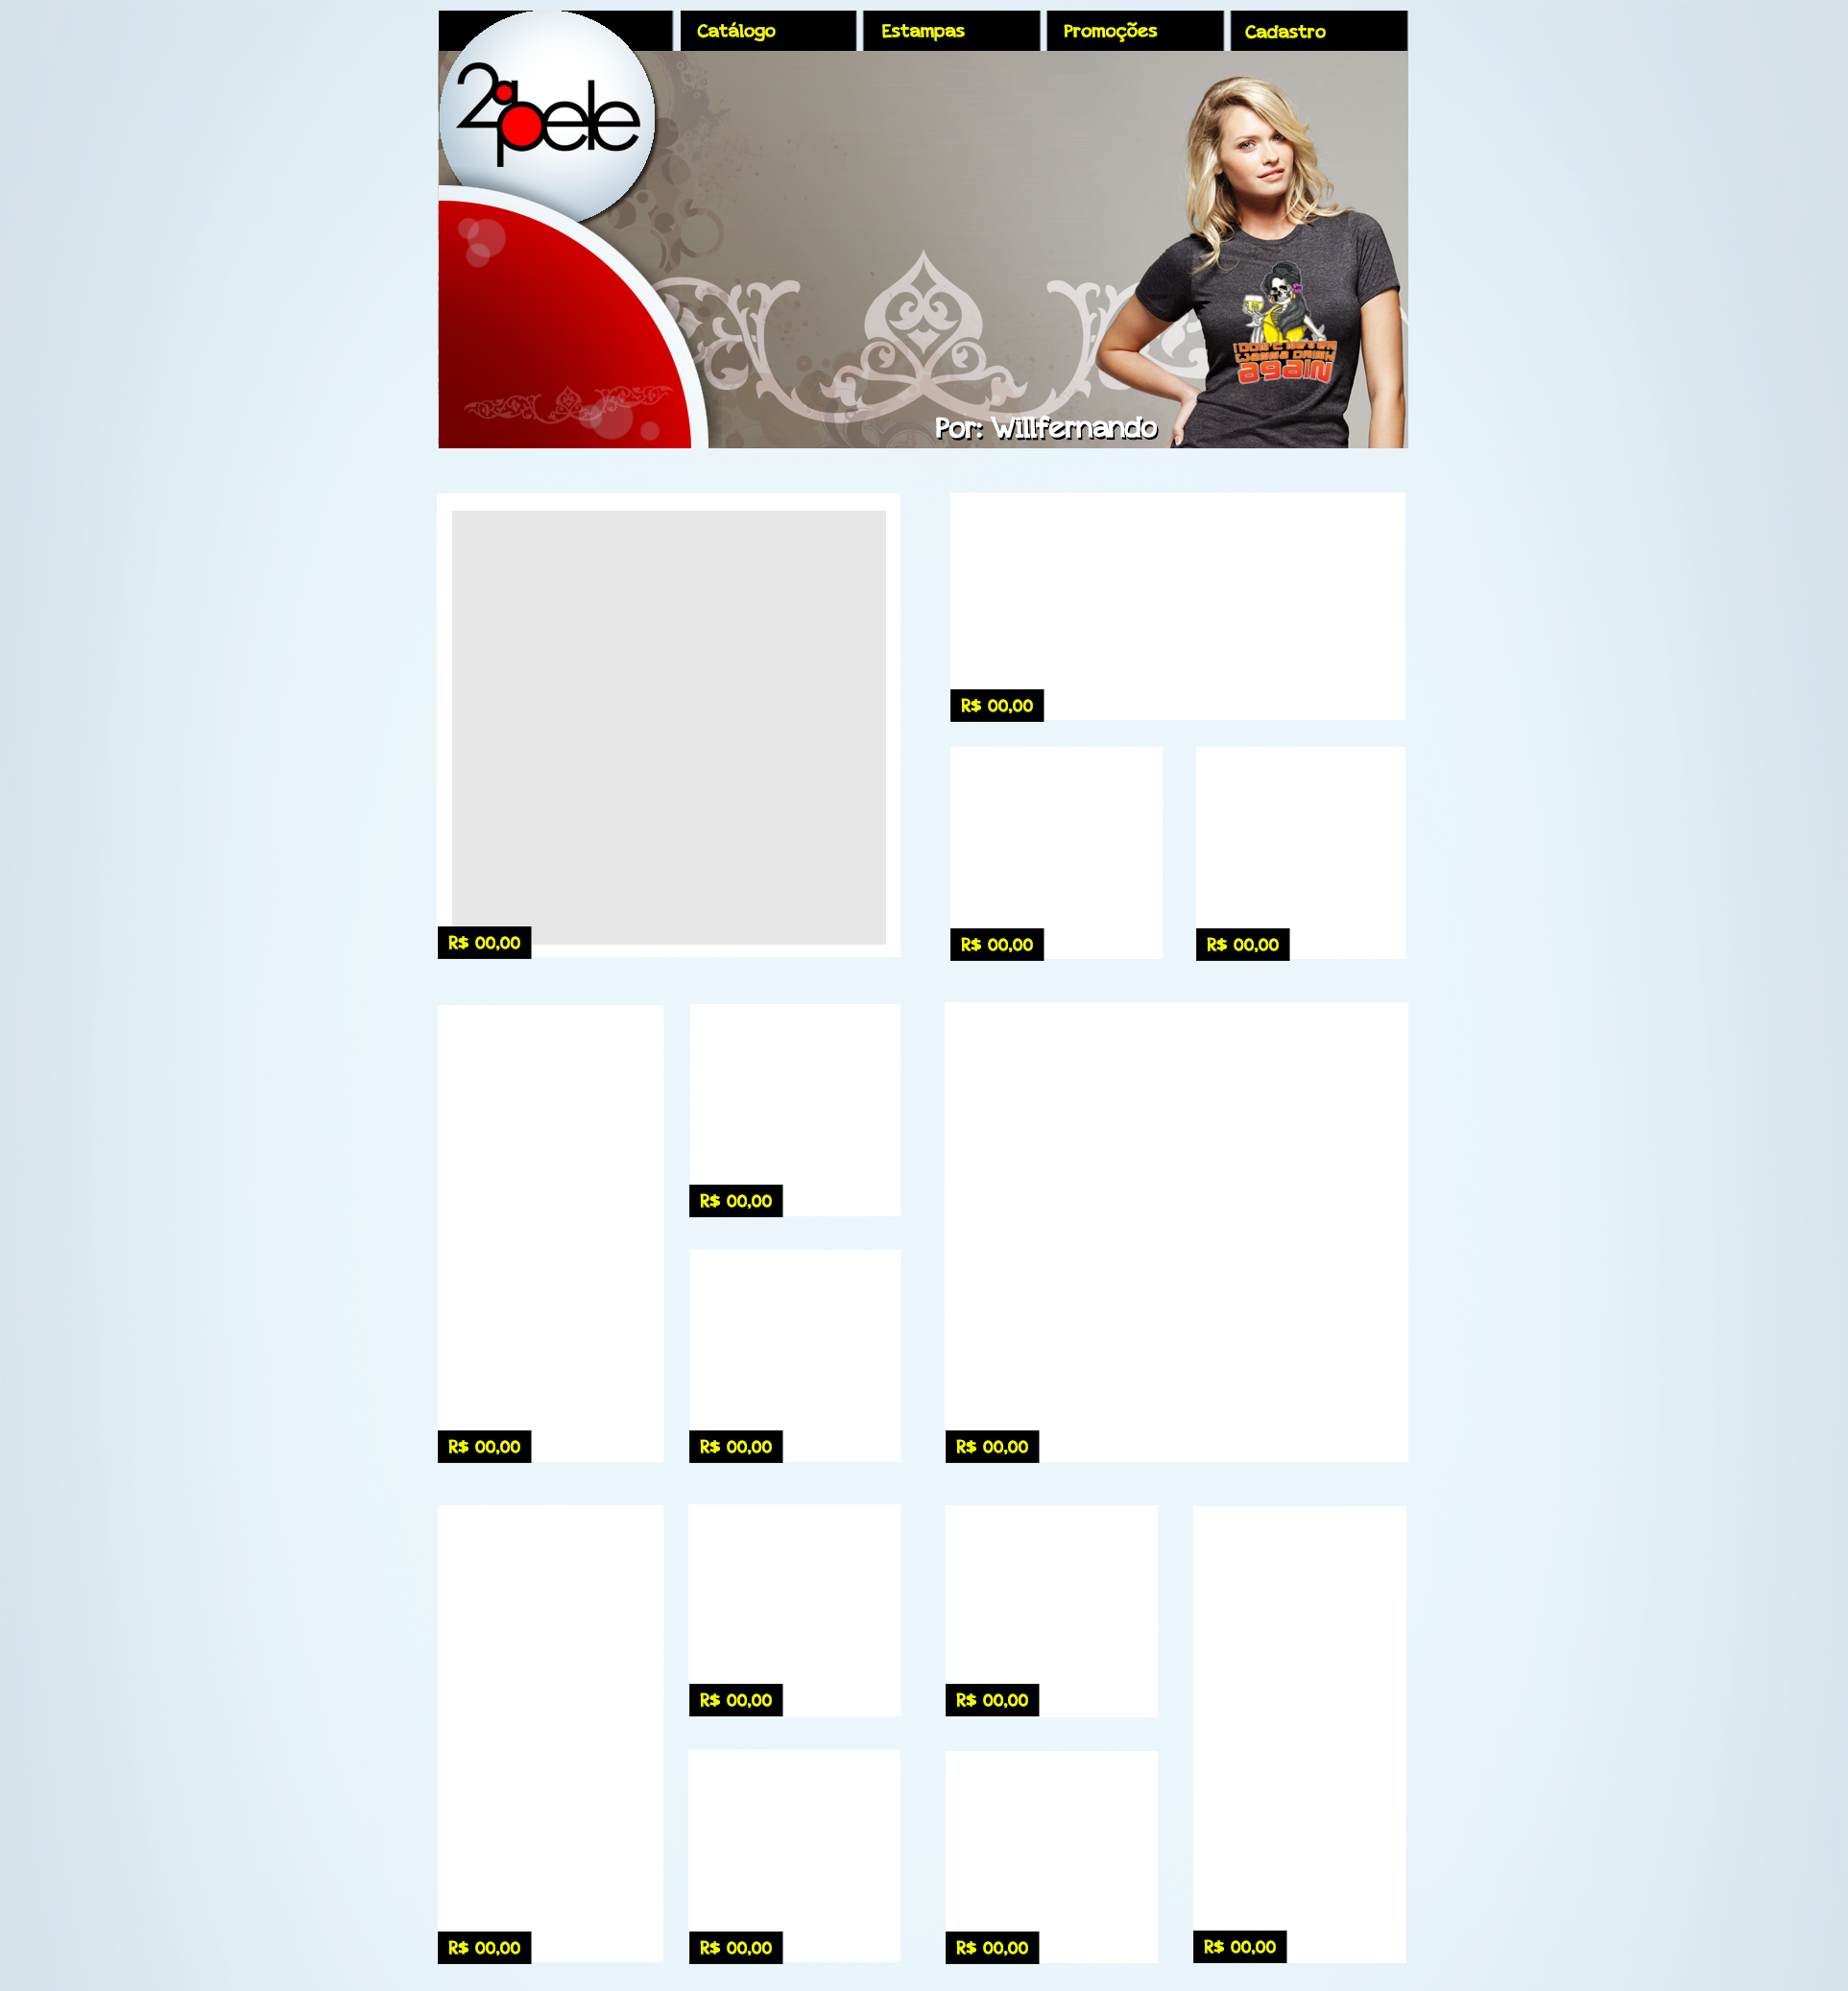 Catálogo
Estampas
Promoções
Cadastro
2ªpele
I DON'T NEVER
WANNA DRINK
AGAIN
Por: Willfernando
R$ 00,00
R$ 00,00
R$ 00,00
R$ 00,00
R$ 00,00
R$ 00,00
R$ 00,00
R$ 00,00
R$ 00,00
R$ 00,00
R$ 00,00
R$ 00,00
R$ 00,00
R$ 00,00